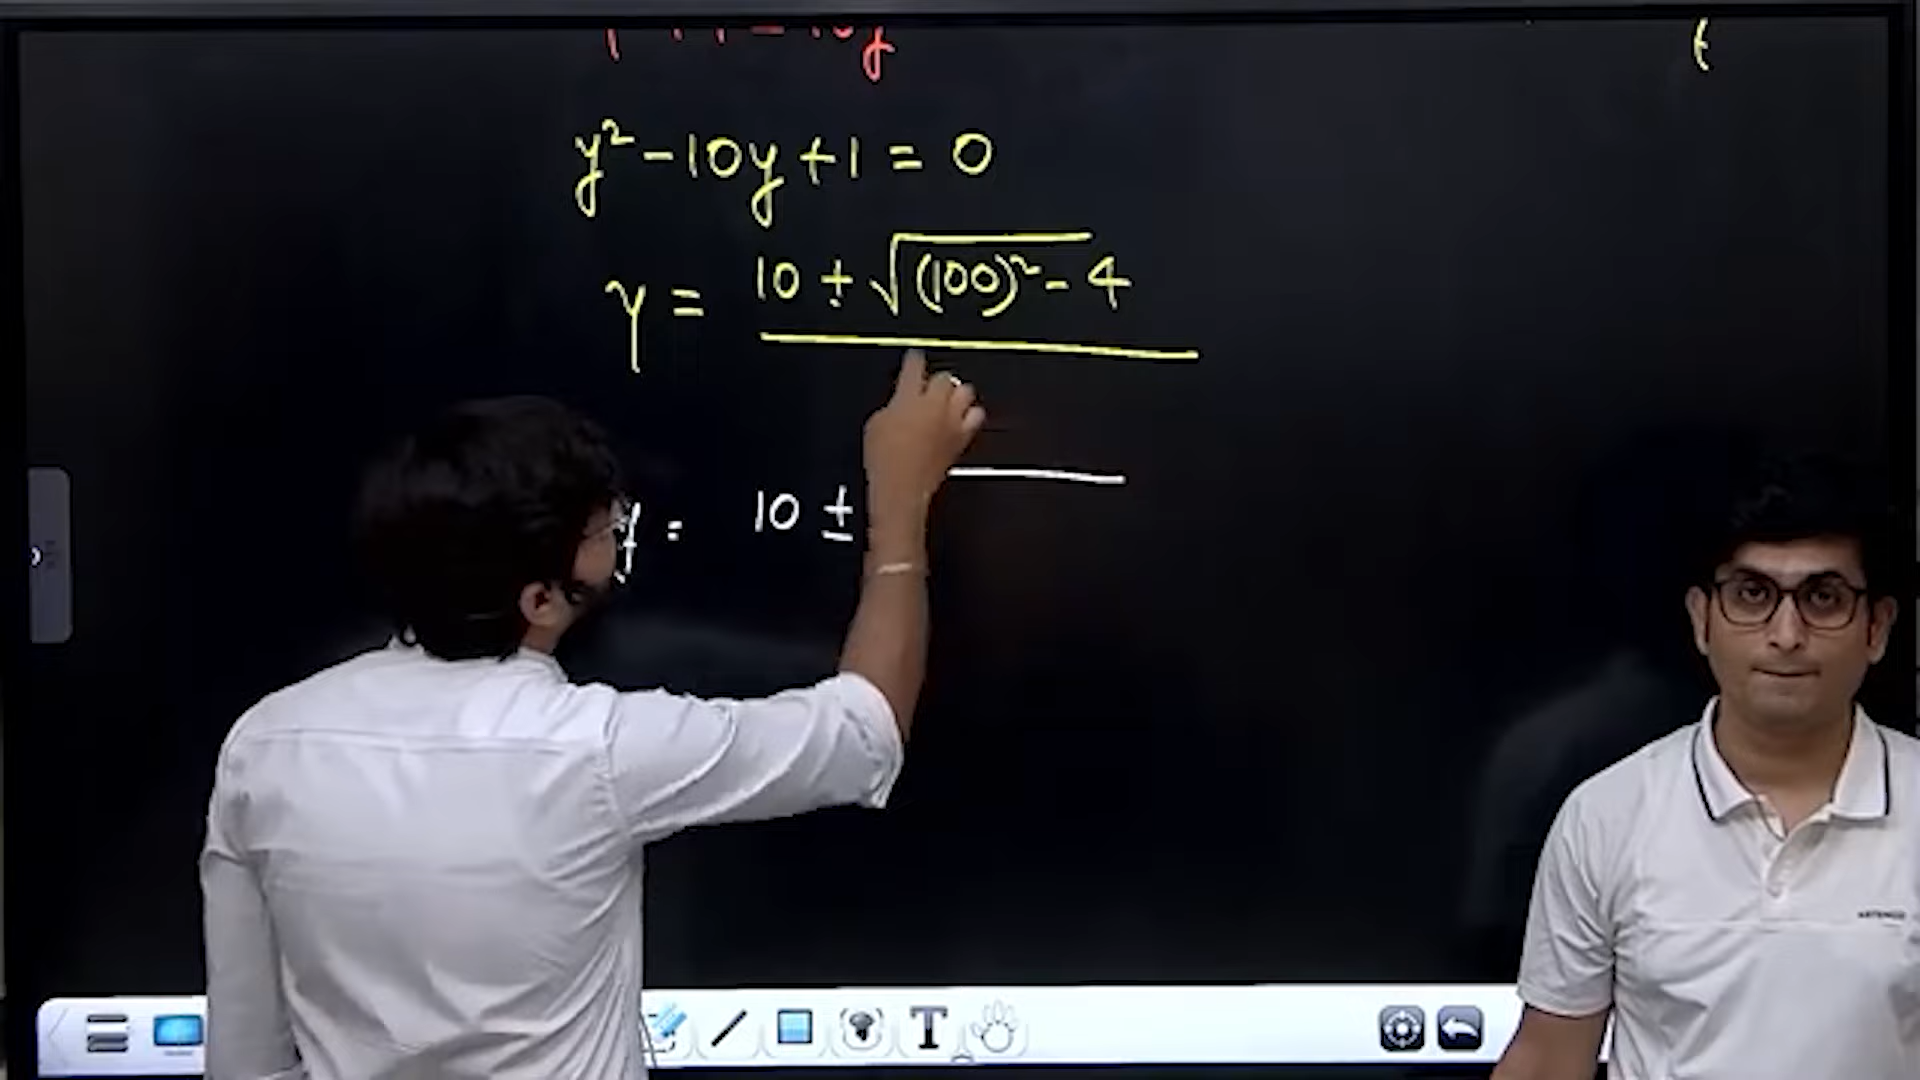 y² - 10y + 1 = 0
y = 10 ± √(100)² - 4
y = 10 ±
T